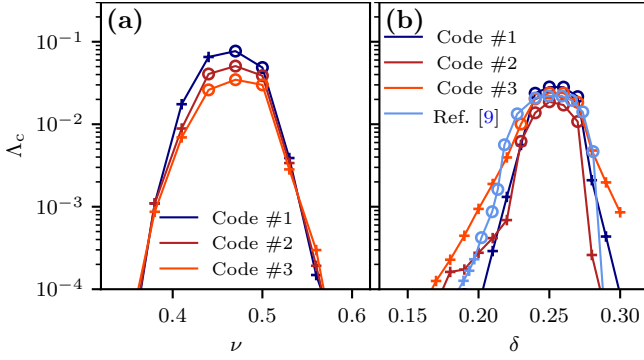 (a)
10⁻¹
10⁻²
10⁻³
10⁻⁴
Λc
Code #1
Code #2
Code #3
0.4
0.5
0.6
ν
(b)
Code #1
Code #2
Code #3
Ref. [9]
0.15
0.20
0.25
0.30
δ